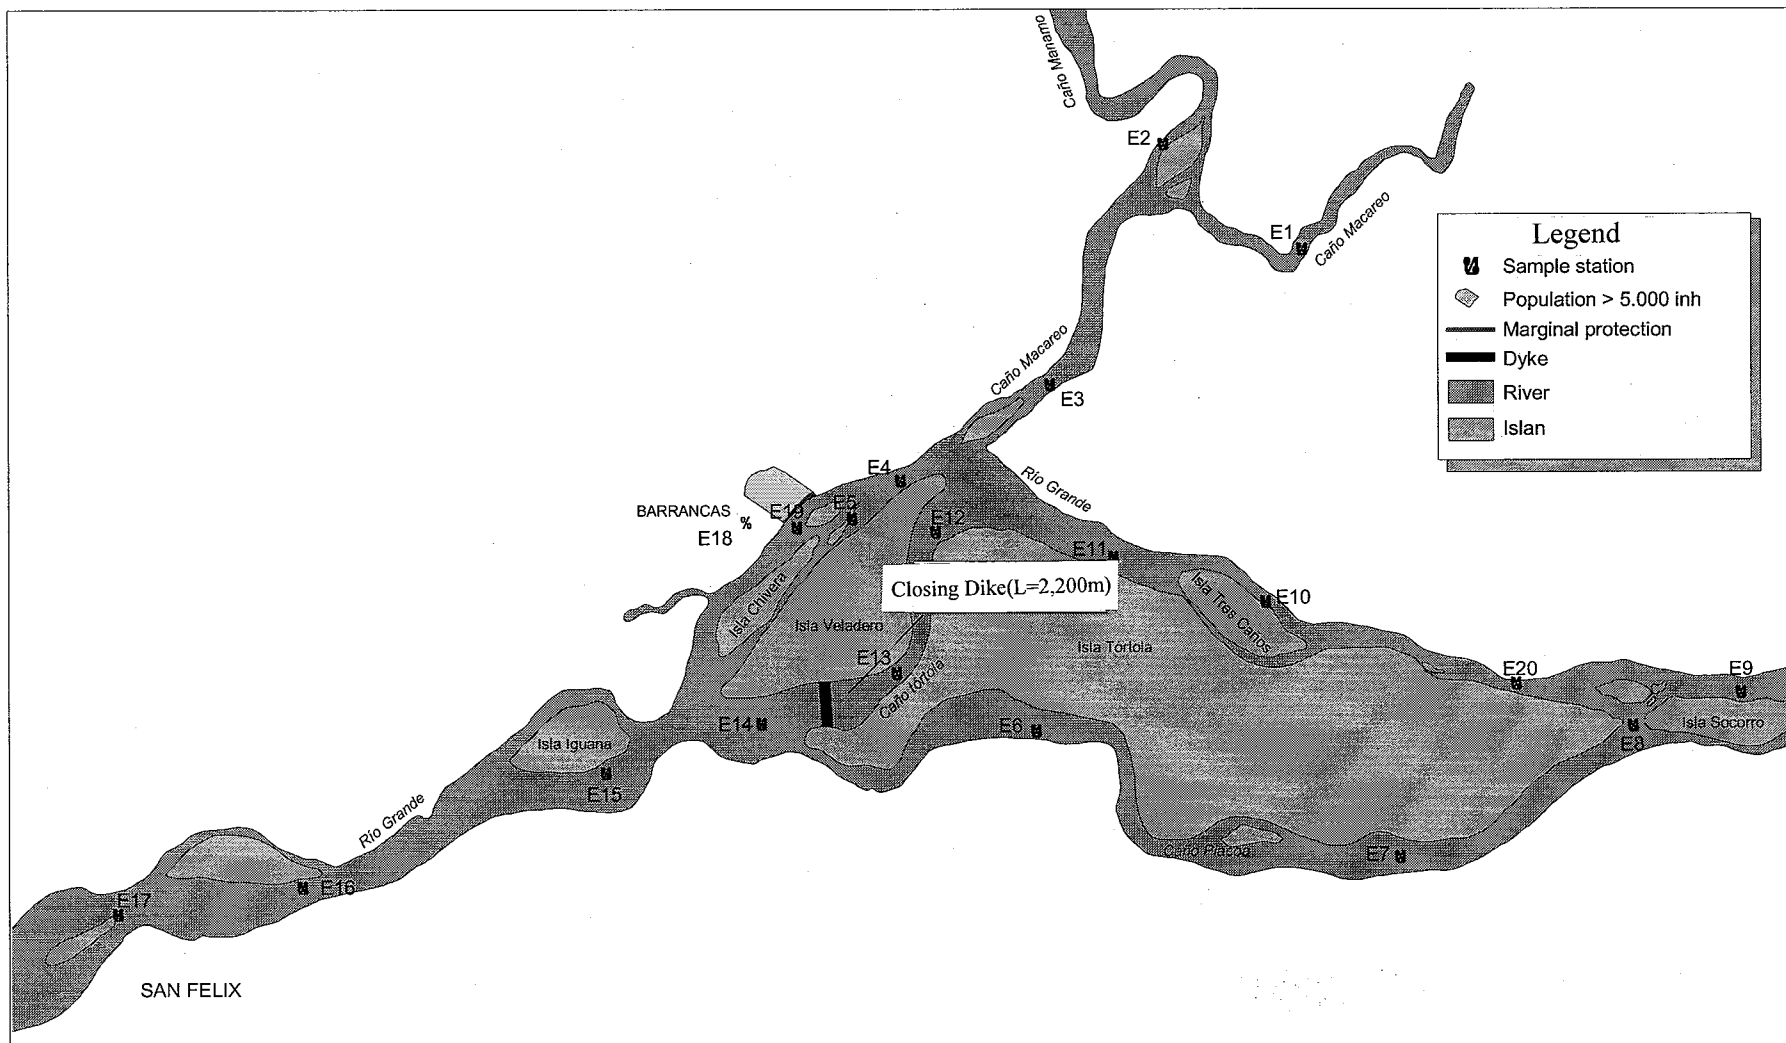 Caño Manamo
E2
E1
Caño Macareo
Legend
Sample station
Population > 5.000 inh
Marginal protection
Dyke
River
Islan
Caño Macareo
E3
E4
Río Grande
BARRANCAS
E18
E19
E5
E12
E11
Closing Dike(L=2,200m)
Isla Chivera
Isla Veladero
Isla Tres Caños
E10
Isla Tórtola
E13
Caño tórtola
E20
E9
E14
E6
E8
Isla Socorro
Isla Iguana
E15
Río Grande
E7
E16
E17
SAN FELIX